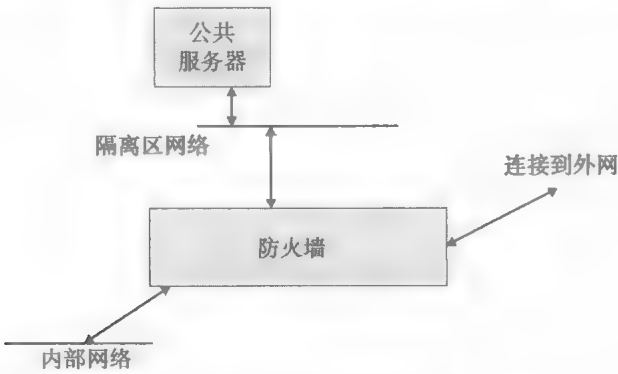 公共
服务器
隔离区网络
连接到外网
防火墙
内部网络